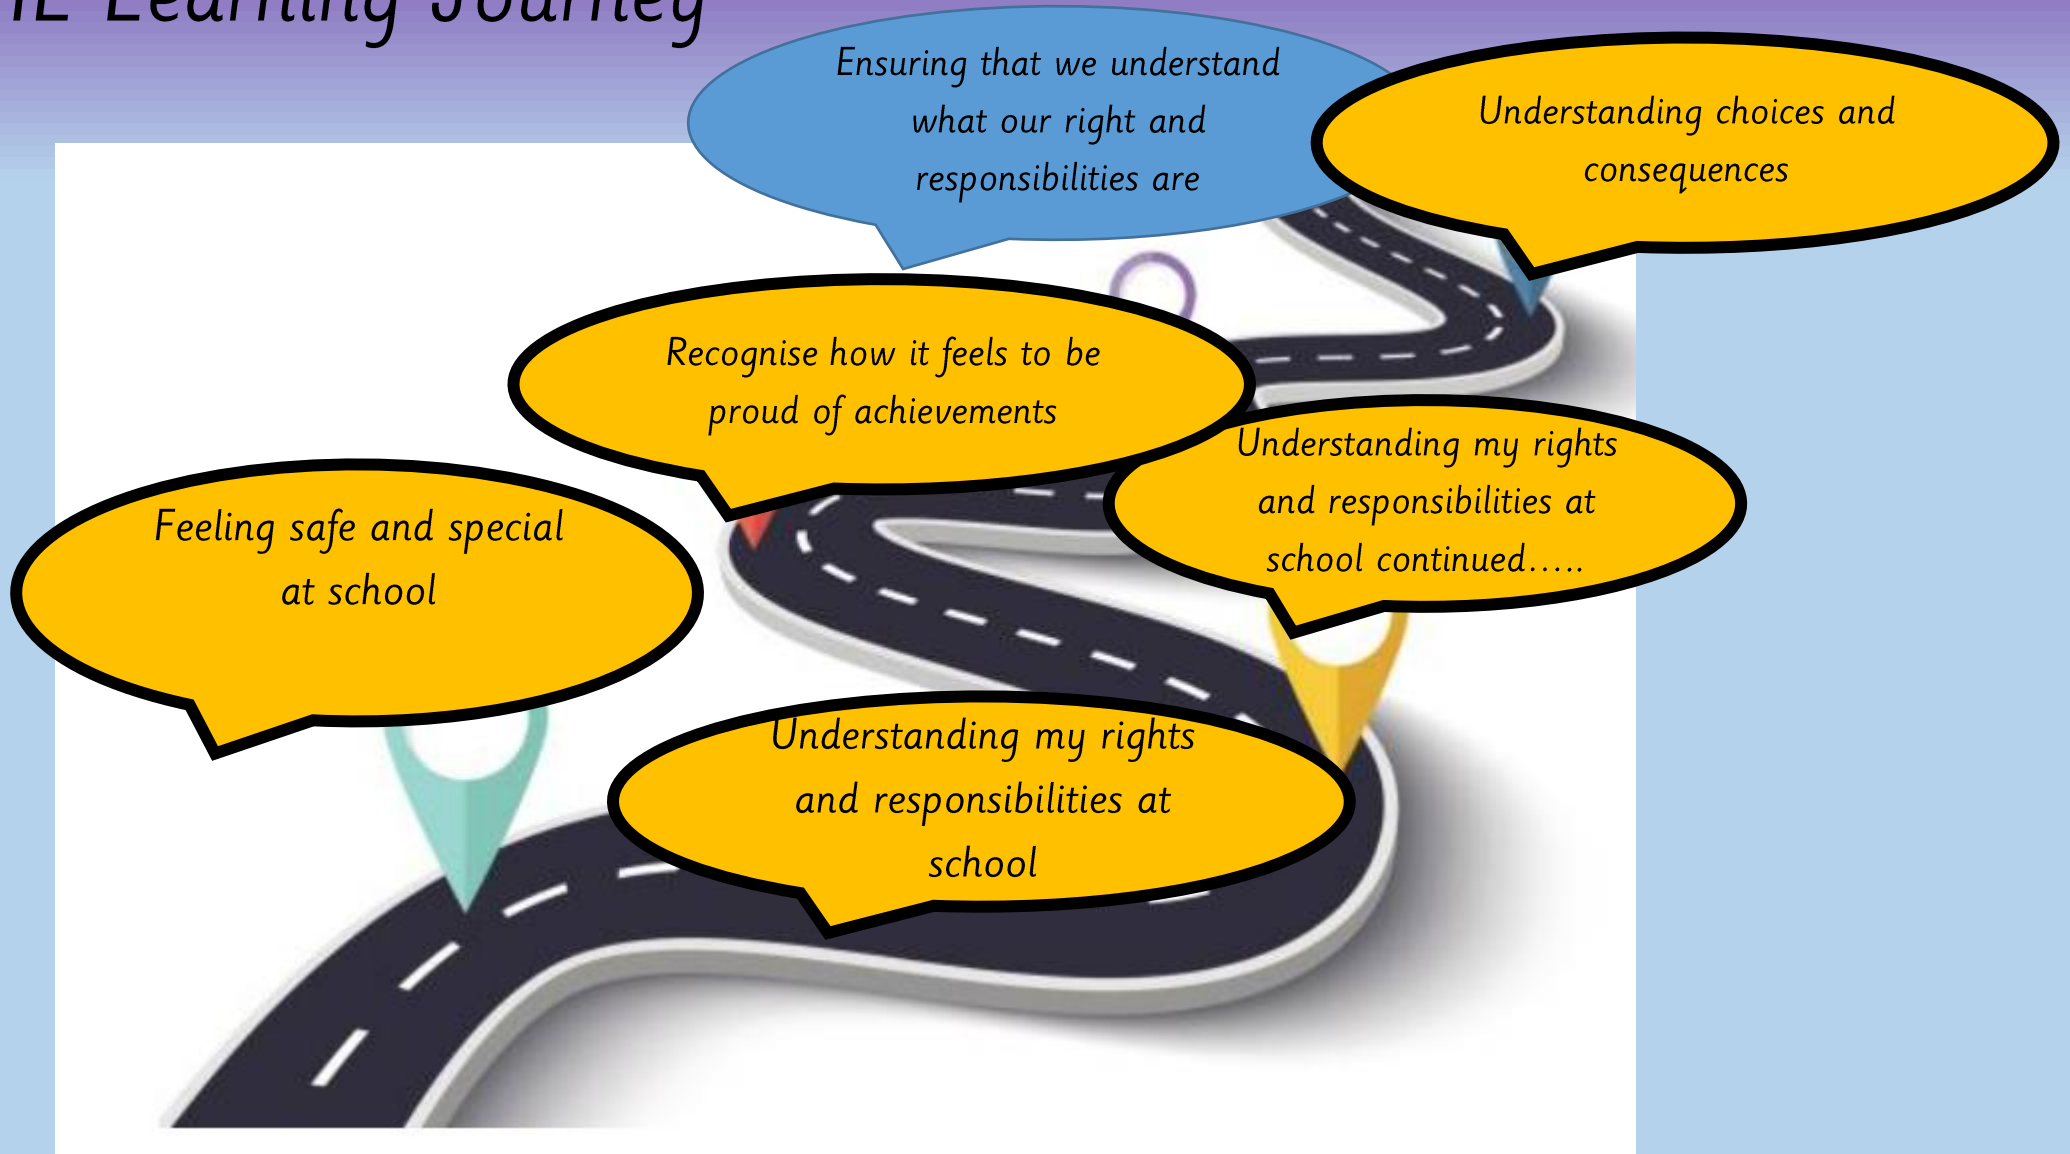 Learning Journey
Ensuring that we understand
what our right and
responsibilities are
Understanding choices and
consequences
Recognise how it feels to be
proud of achievements
Understanding my rights
and responsibilities at
school continued.....
Feeling safe and special
at school
Understanding my rights
and responsibilities at
school